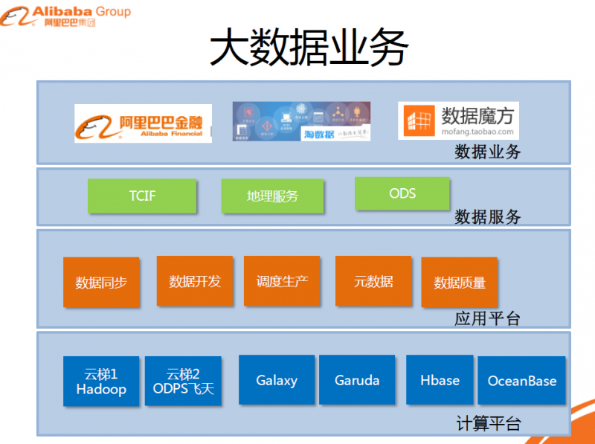 Alibaba Group
阿里巴巴集团
大数据业务
阿里巴巴金融
Alibaba Financial
淘数据
数据魔方
mofang.taobao.com
数据业务
TCIF
地理服务
ODS
数据服务
数据同步
数据开发
调度生产
元数据
数据质量
应用平台
云梯1
Hadoop
云梯2
ODPS飞天
Galaxy
Garuda
Hbase
OceanBase
计算平台